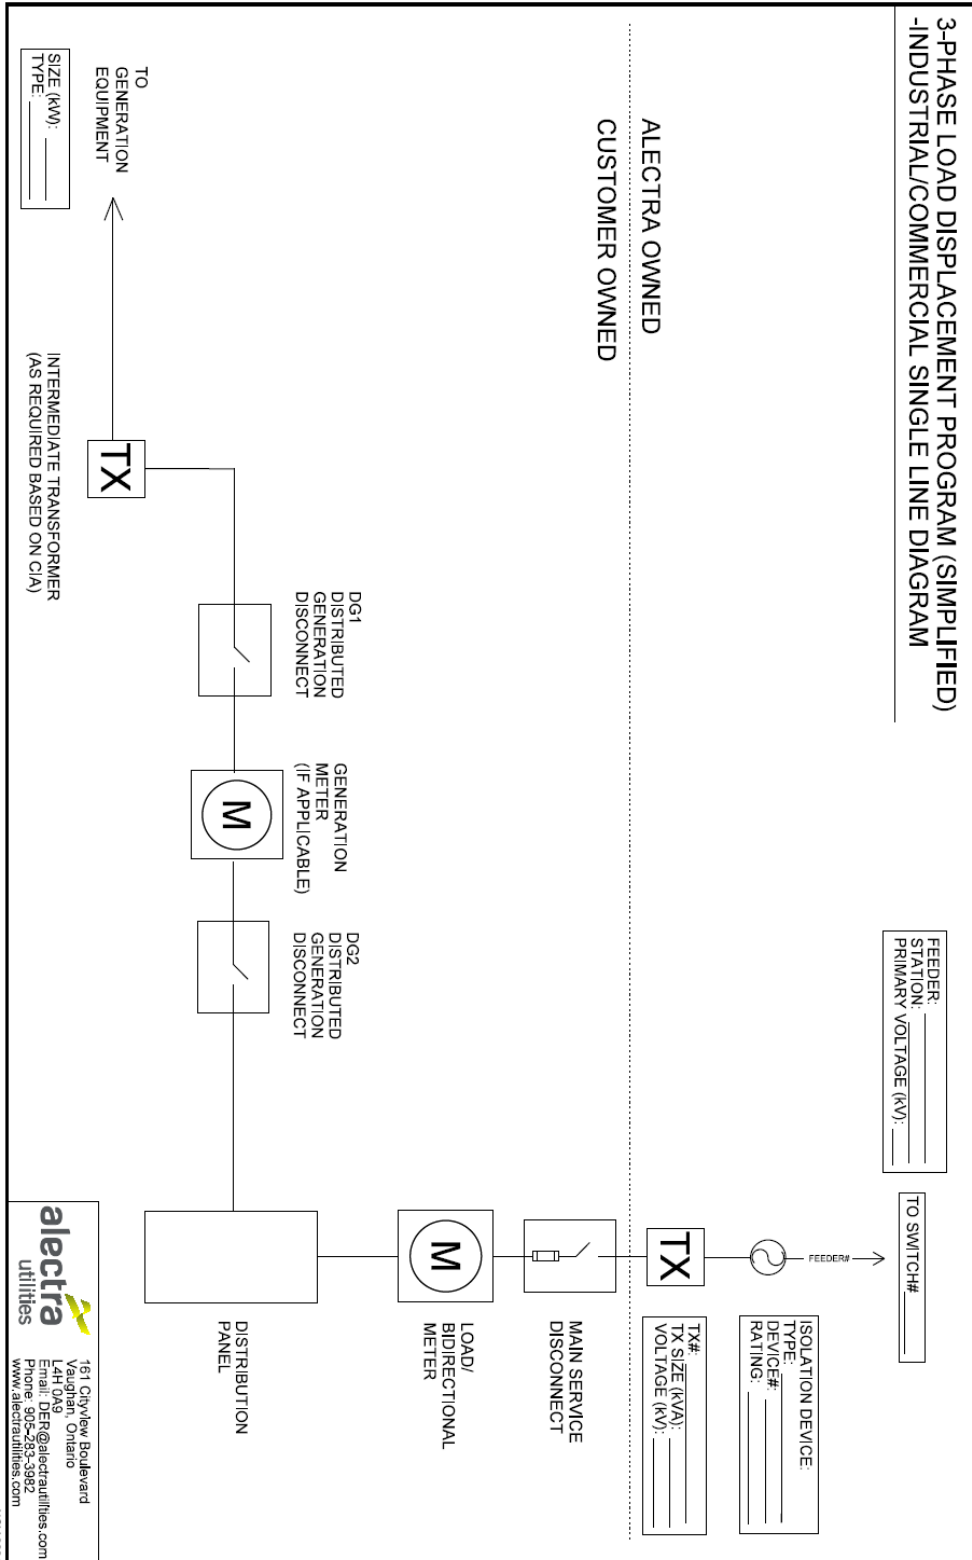 3-PHASE LOAD DISPLACEMENT PROGRAM (SIMPLIFIED)
-INDUSTRIAL/COMMERCIAL SINGLE LINE DIAGRAM
FEEDER:
STATION:
PRIMARY VOLTAGE (kV):
TO SWITCH#
FEEDER#
ISOLATION DEVICE:
TYPE:
DEVICE#:
RATING:
ALECTRA OWNED
CUSTOMER OWNED
TX
TX#:
TX SIZE (kVA):
VOLTAGE (kV):
MAIN SERVICE
DISCONNECT
M
LOAD/
BIDIRECTIONAL
METER
DISTRIBUTION
PANEL
DG2
DISTRIBUTED
GENERATION
DISCONNECT
GENERATION
METER
(IF APPLICABLE)
M
DG1
DISTRIBUTED
GENERATION
DISCONNECT
TX
INTERMEDIATE TRANSFORMER
(AS REQUIRED BASED ON CIA)
TO
GENERATION
EQUIPMENT
SIZE (kW):
TYPE:
alectra
utilities
161 Cityview Boulevard
Vaughan, Ontario
L4H 0A9
Email: DER@alectrautilities.com
Phone: 905-283-3982
www.alectrautilities.com